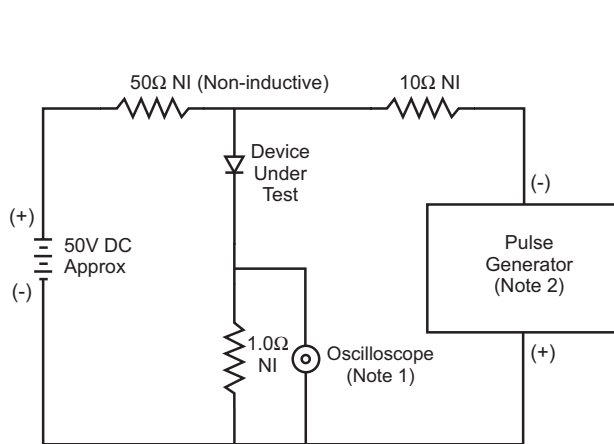 50Ω NI (Non-inductive)
10Ω NI
Device
Under
Test
(-)
(+)
50V DC
Approx
(-)
Pulse
Generator
(Note 2)
1.0Ω
NI
Oscilloscope
(Note 1)
(+)